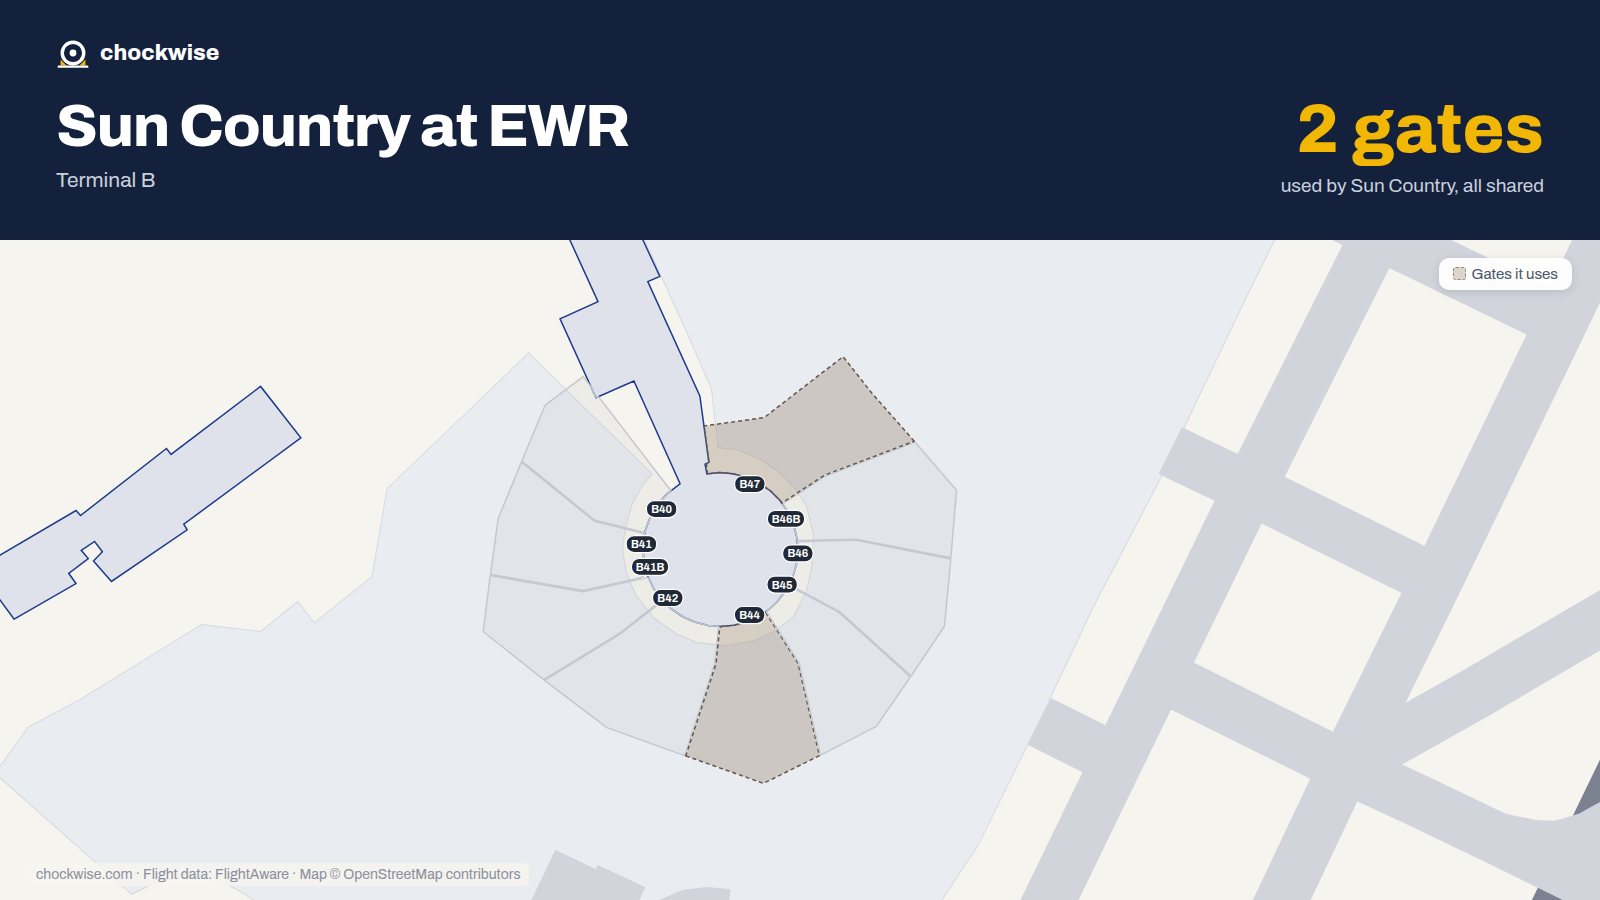 chockwise
Sun Country at EWR
Terminal B
2 gates
used by Sun Country, all shared
Gates it uses
B47
B40
B46B
B41
B46
B41B
B45
B42
B44
chockwise.com · Flight data: FlightAware · Map © OpenStreetMap contributors